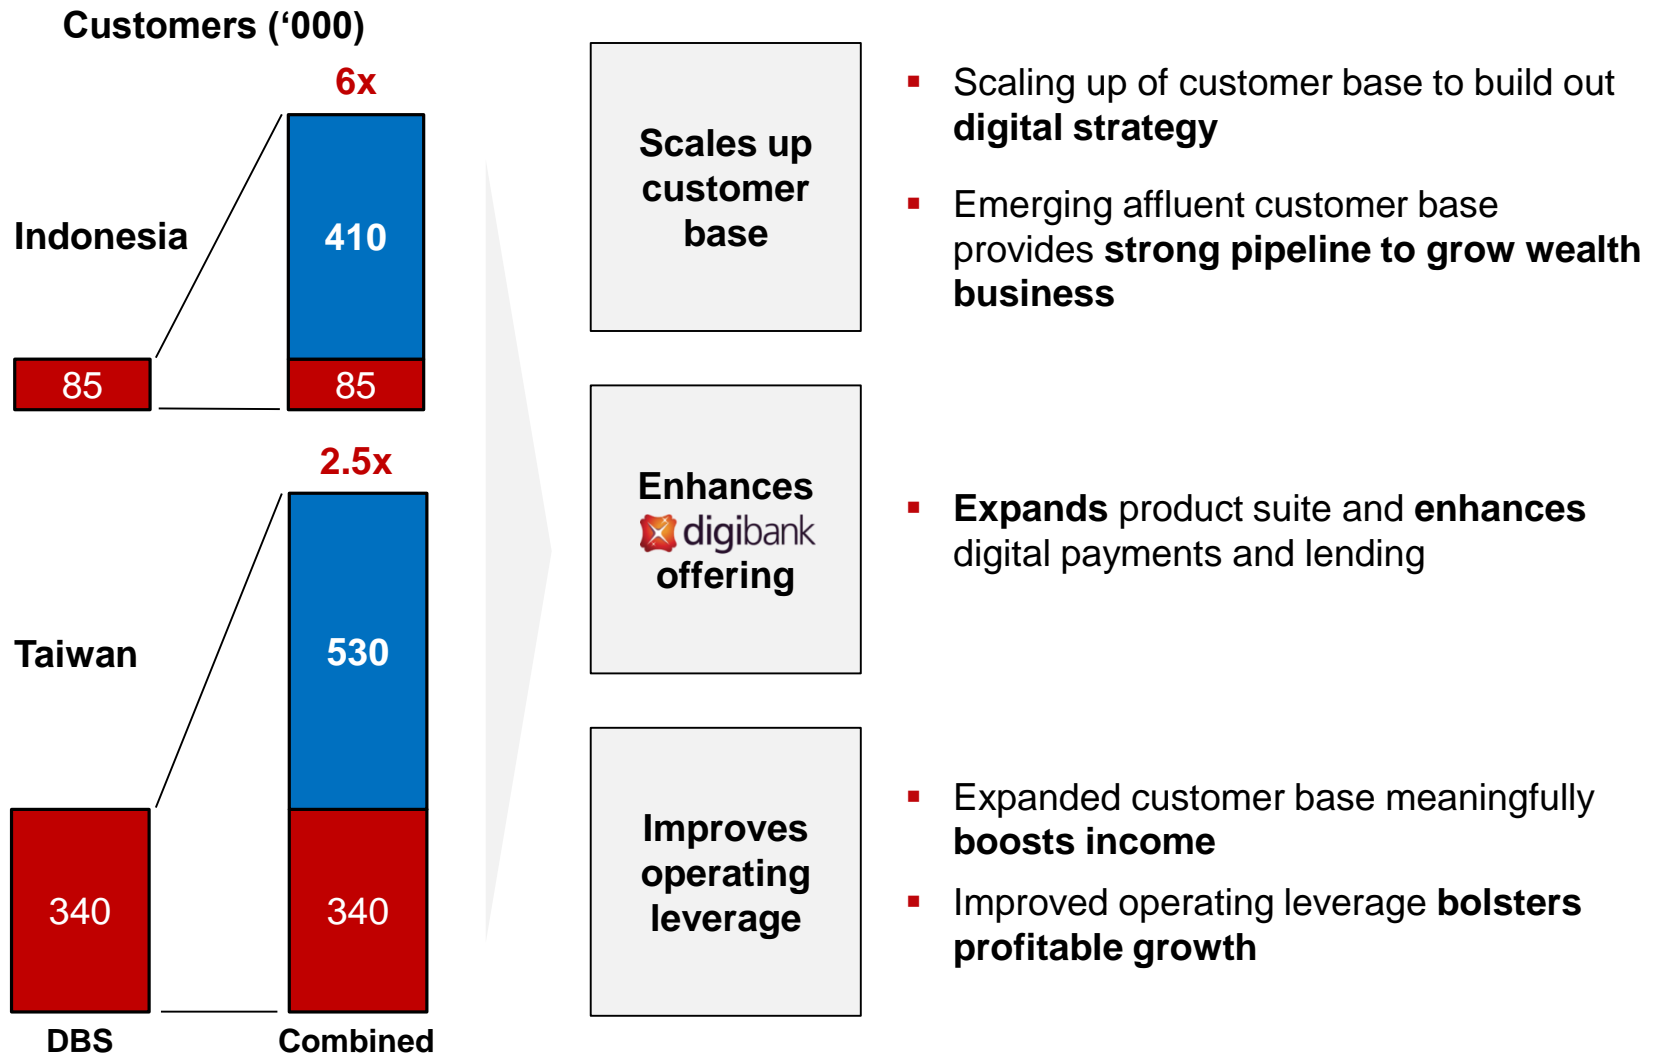 Customers (‘000)
6x
Indonesia
410
85
85
2.5x
Taiwan
530
340
340
DBS
Combined
Scales up
customer
base
▪ Scaling up of customer base to build out
digital strategy
▪ Emerging affluent customer base
provides strong pipeline to grow wealth
business
Enhances
digibank
offering
▪ Expands product suite and enhances
digital payments and lending
Improves
operating
leverage
▪ Expanded customer base meaningfully
boosts income
▪ Improved operating leverage bolsters
profitable growth